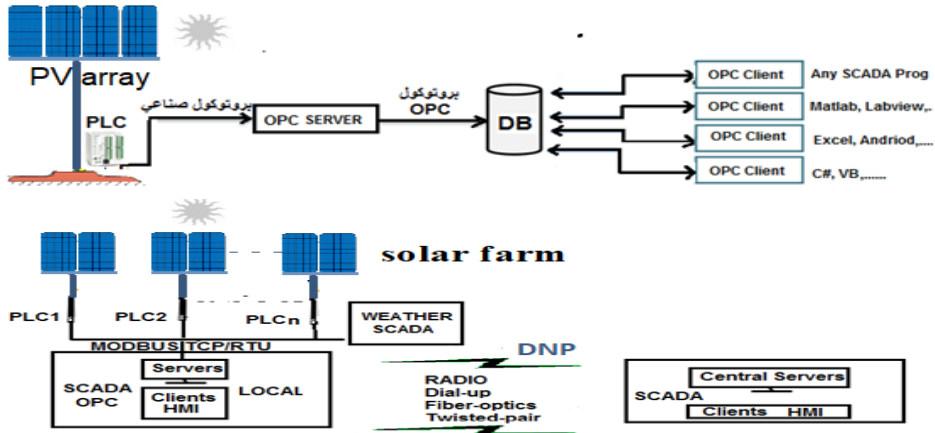 PV array
PLC
بروتوكول صناعي
OPC SERVER
بروتوكول
OPC
DB
OPC Client Any SCADA Prog
OPC Client Matlab, Labview,.
OPC Client Excel, Andriod,....
OPC Client C#, VB,......
solar farm
PLC1
PLC2
PLCn
WEATHER
SCADA
MODBUS TCP/RTU
Servers
SCADA
OPC
Clients
HMI
LOCAL
DNP
RADIO
Dial-up
Fiber-optics
Twisted-pair
Central Servers
SCADA
Clients HMI